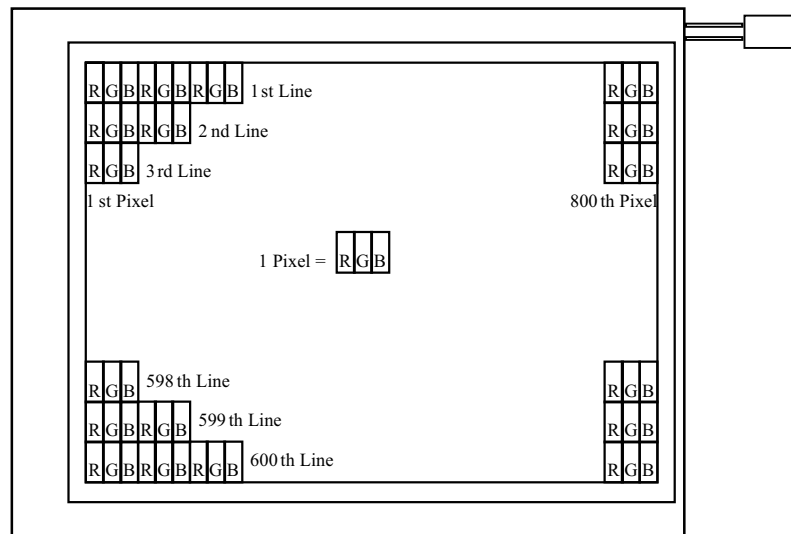 RGBRGBRGB 1st Line RGB
RGBRGB 2nd Line RGB
RGB 3rd Line RGB
1st Pixel 800th Pixel
1 Pixel = RGB
RGB 598th Line RGB
RGBRGB 599th Line RGB
RGBRGBRGB 600th Line RGB